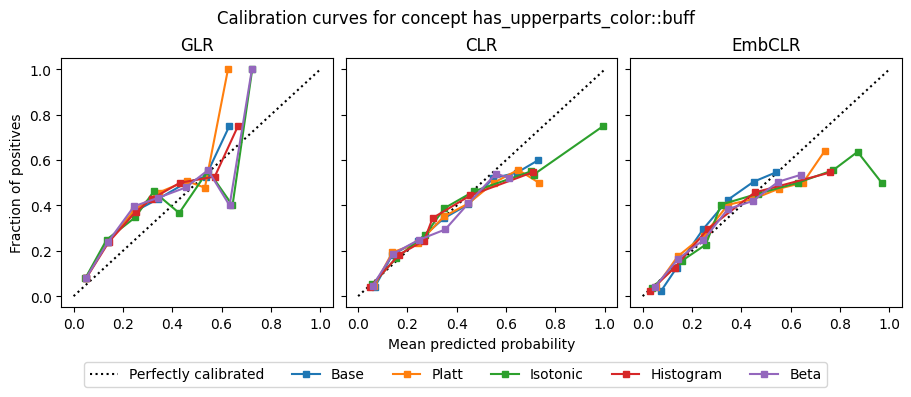 Calibration curves for concept has_upperparts_color::buff
GLR
CLR
EmbCLR
Fraction of positives
1.0
0.8
0.6
0.4
0.2
0.0
0.0 0.2 0.4 0.6 0.8 1.0
0.0 0.2 0.4 0.6 0.8 1.0
0.0 0.2 0.4 0.6 0.8 1.0
Mean predicted probability
Perfectly calibrated Base Platt Isotonic Histogram Beta